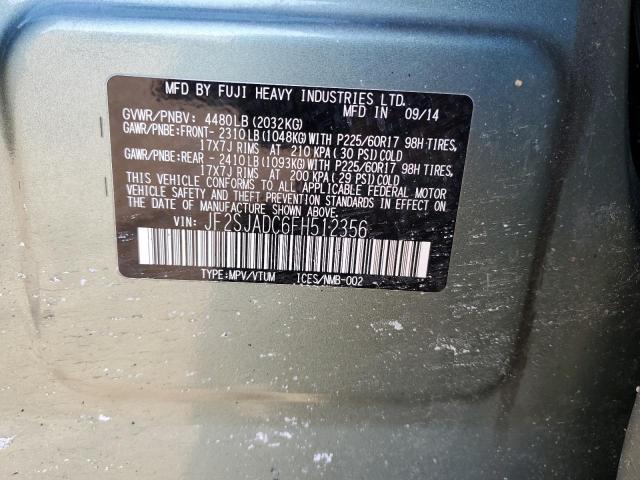 MFD BY FUJI HEAVY INDUSTRIES LTD.
MFD IN 09/14
GVWR/PNBV: 4480LB (2032KG)
GAWR/PNBE:FRONT- 2310LB (1048KG) WITH P225/60R17 98H TIRES,
17X7J RIMS AT 210 KPA (30 PSI) COLD
GAWR/PNBE:REAR - 2410LB (1093KG) WITH P225/60R17 98H TIRES,
17X7J RIMS AT 200 KPA (29 PSI) COLD
THIS VEHICLE CONFORMS TO ALL APPLICABLE FEDERAL MOTOR
VEHICLE SAFETY AND THEFT PREVENTION STANDARDS IN EFFECT ON
THE DATE OF MANUFACTURE SHOWN ABOVE.
VIN: JF2SJADC6FH512356
TYPE:MPV/VTUM ICES/NMB-002